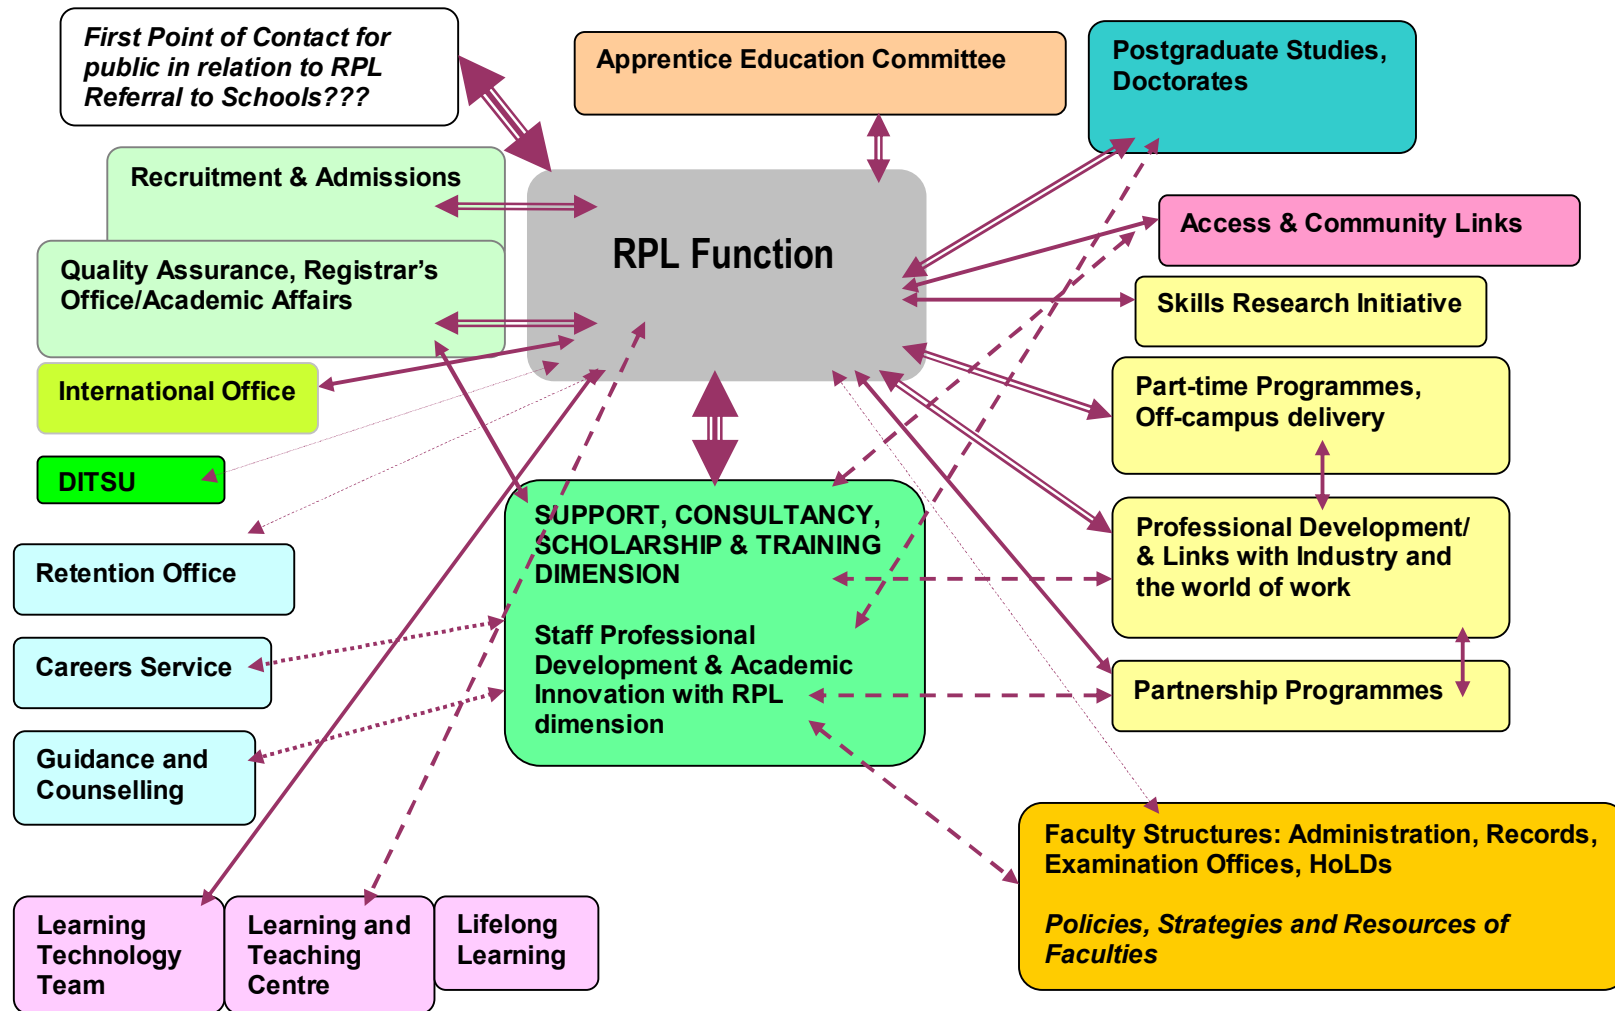 First Point of Contact for
public in relation to RPL
Referral to Schools???
Apprentice Education Committee
Postgraduate Studies,
Doctorates
Recruitment & Admissions
RPL Function
Access & Community Links
Quality Assurance, Registrar’s
Office/Academic Affairs
Skills Research Initiative
International Office
Part-time Programmes,
Off-campus delivery
DITSU
SUPPORT, CONSULTANCY,
SCHOLARSHIP & TRAINING
DIMENSION
Staff Professional
Development & Academic
Innovation with RPL
dimension
Professional Development/
& Links with Industry and
the world of work
Retention Office
Careers Service
Partnership Programmes
Guidance and
Counselling
Faculty Structures: Administration, Records,
Examination Offices, HoLDs
Policies, Strategies and Resources of
Faculties
Learning
Technology
Team
Learning and
Teaching
Centre
Lifelong
Learning